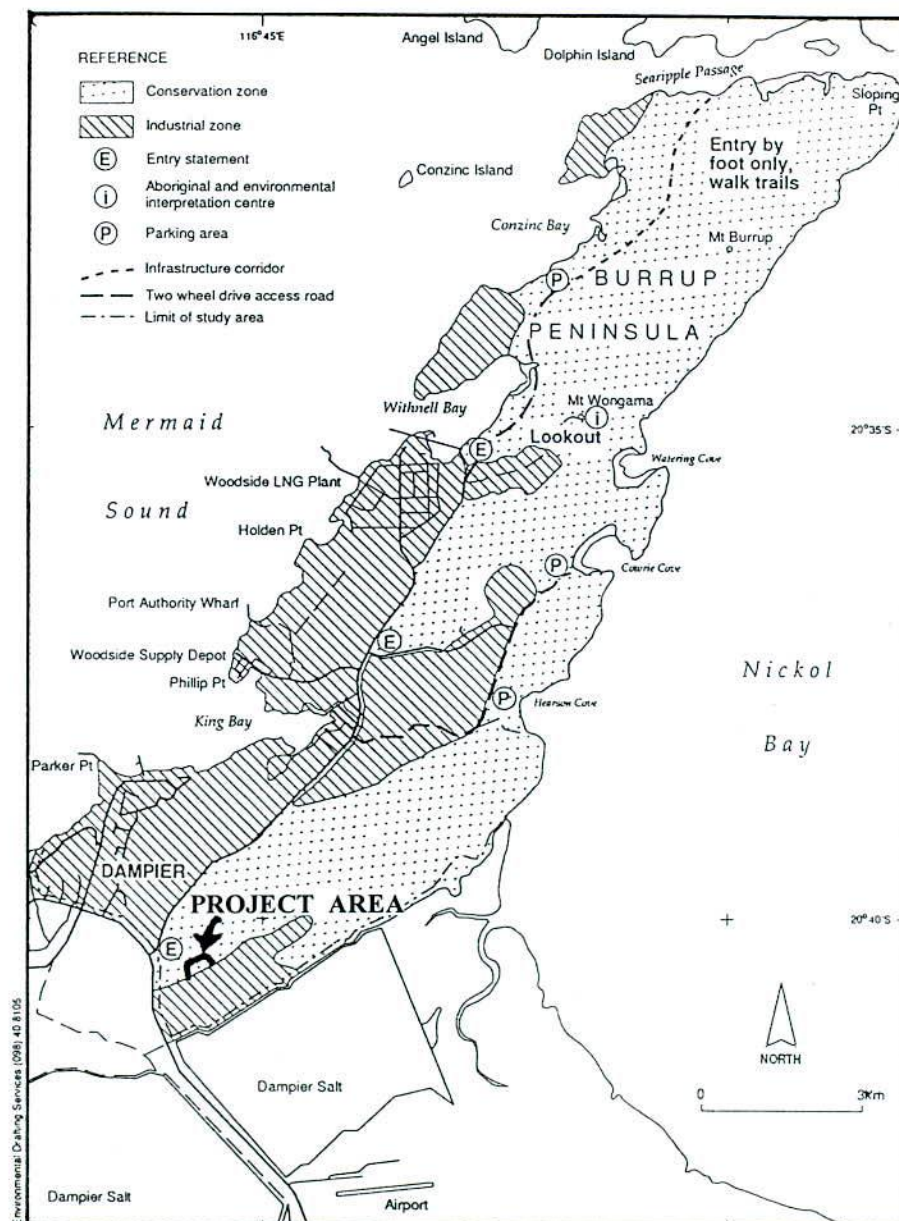 116°45'E
Angel Island
Dolphin Island
REFERENCE
Searipple Passage
Conservation zone
Sloping
Pt
Industrial zone
Entry by
foot only,
walk trails
E
Entry statement
i
Aboriginal and environmental
interpretation centre
Conzinc Island
P
Parking area
Conzinc Bay
Mt Burrup
Infrastructure corridor
P
BURRUP
Two wheel drive access road
Limit of study area
PENINSULA
Mermaid
Withnell Bay
Mt Wongama
i
Lookout
20°35'S
E
Watering Cove
Woodside LNG Plant
Sound
Holden Pt
P
Cowrie Cove
Port Authority Wharf
E
Woodside Supply Depot
Phillip Pt
Nickol
P
Hearson Cove
King Bay
Bay
Parker Pt
DAMPIER
PROJECT AREA
20°40'S
E
NORTH
Dampier Salt
0
3Km
Dampier Salt
Airport
Environmental Drafting Services (098) 40 8105